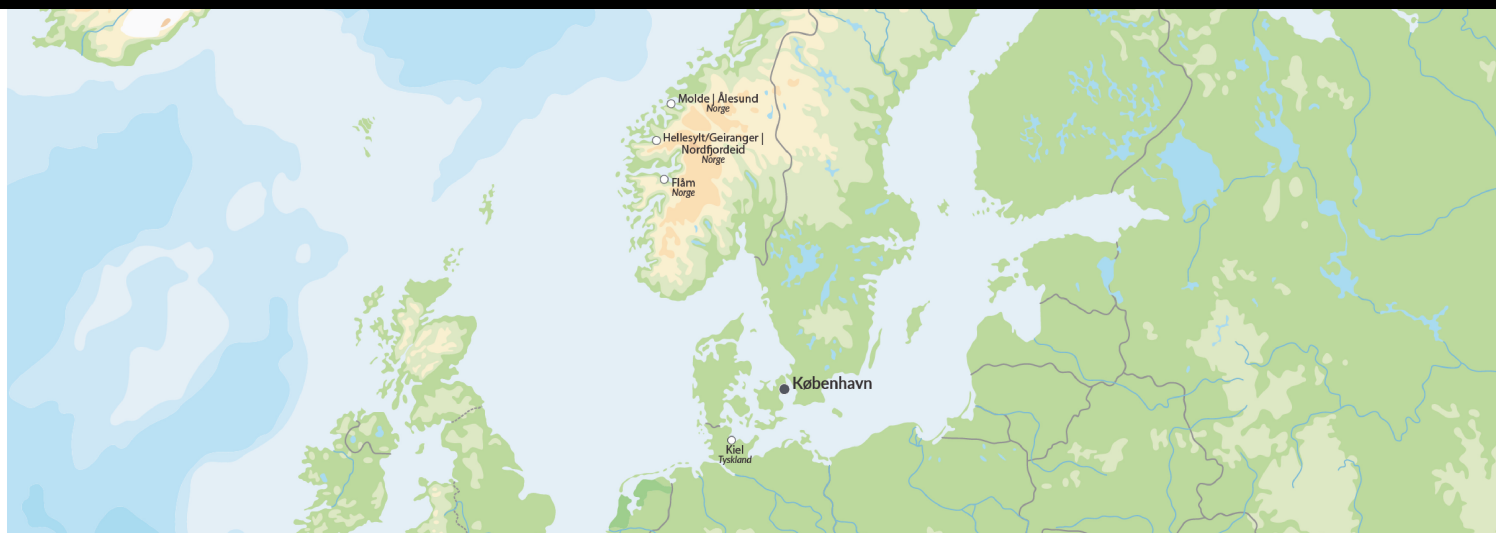 Molde | Ålesund
Norge
Hellesylt/Geiranger |
Nordfjordeid
Norge
Flåm
Norge
København
Kiel
Tyskland